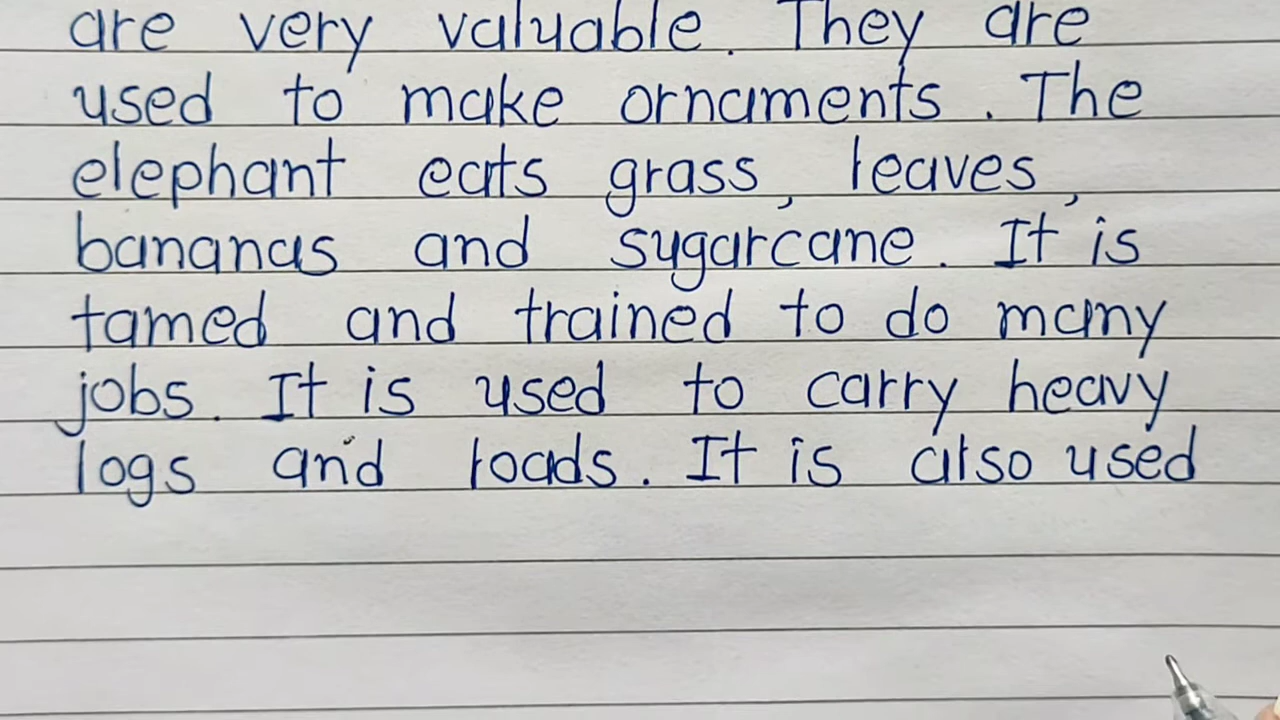 are very valuable. They are
used to make ornaments. The
elephant eats grass, leaves,
bananas and sugarcane. It is
tamed and trained to do many
jobs. It is used to carry heavy
logs and loads. It is also used